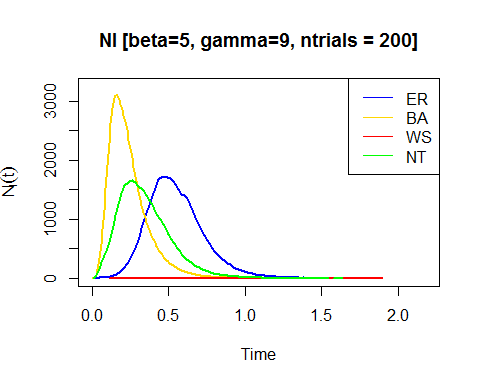 NI [beta=5, gamma=9, ntrials = 200]
ER
BA
WS
NT
3000
2000
1000
0
N_I(t)
0.0 0.5 1.0 1.5 2.0
Time